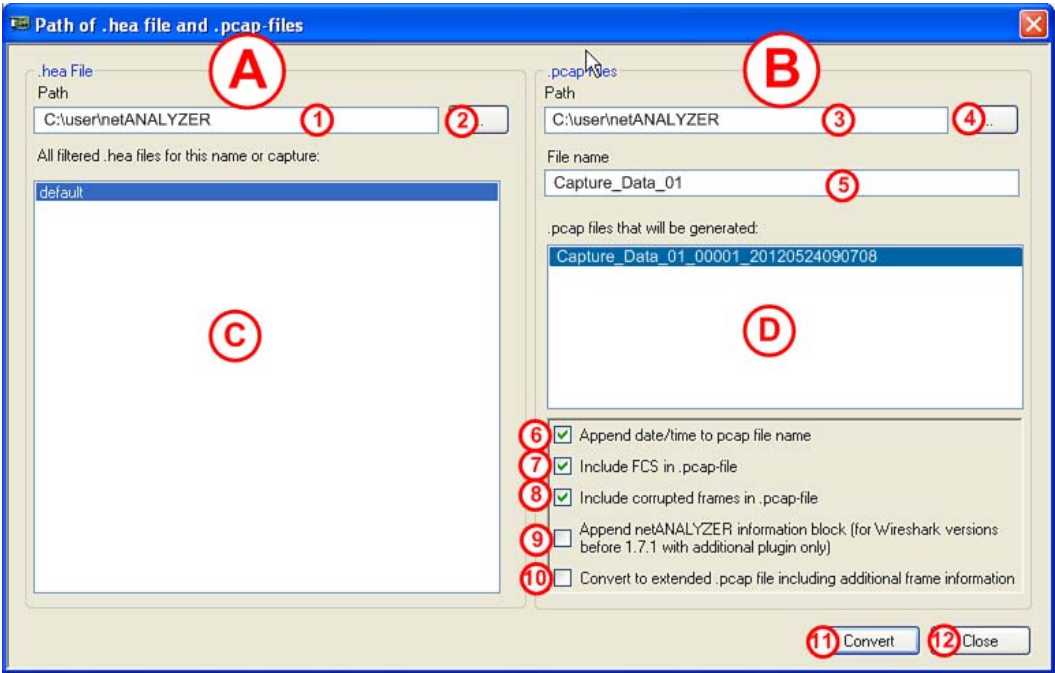 Path of .hea file and .pcap-files
A
B
.hea File
Path
C:\user\netANALYZER
1
2
All filtered .hea files for this name or capture:
default
C
.pcap files
Path
C:\user\netANALYZER
3
4
..
File name
Capture_Data_01
5
.pcap files that will be generated:
Capture_Data_01_00001_20120524090708
D
6
Append date/time to pcap file name
7
Include FCS in .pcap-file
8
Include corrupted frames in .pcap-file
9
Append netANALYZER information block (for Wireshark versions
before 1.7.1 with additional plugin only)
10
Convert to extended .pcap file including additional frame information
11
Convert
12
Close